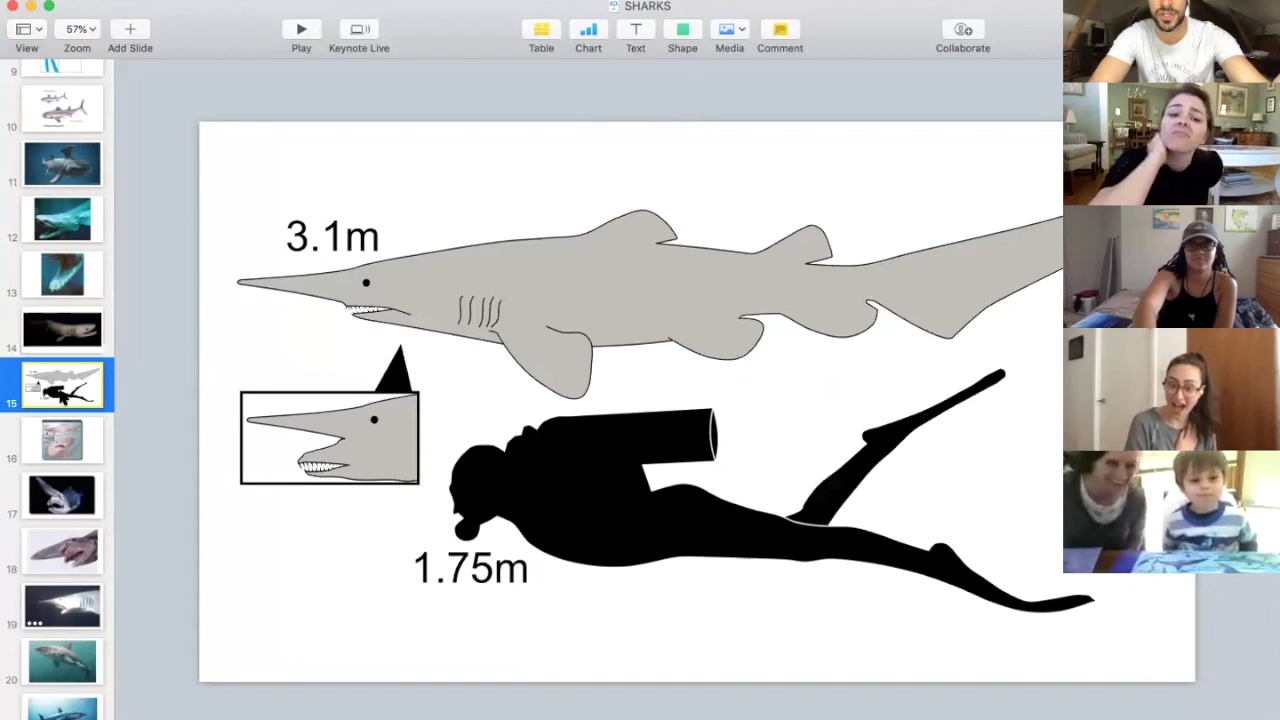 SHARKS
57%
View
Zoom
Add Slide
Play
Keynote Live
Table
Chart
Text
Shape
Media
Comment
Collaborate
9
10
11
12
13
14
15
16
17
18
19
20
3.1m
1.75m